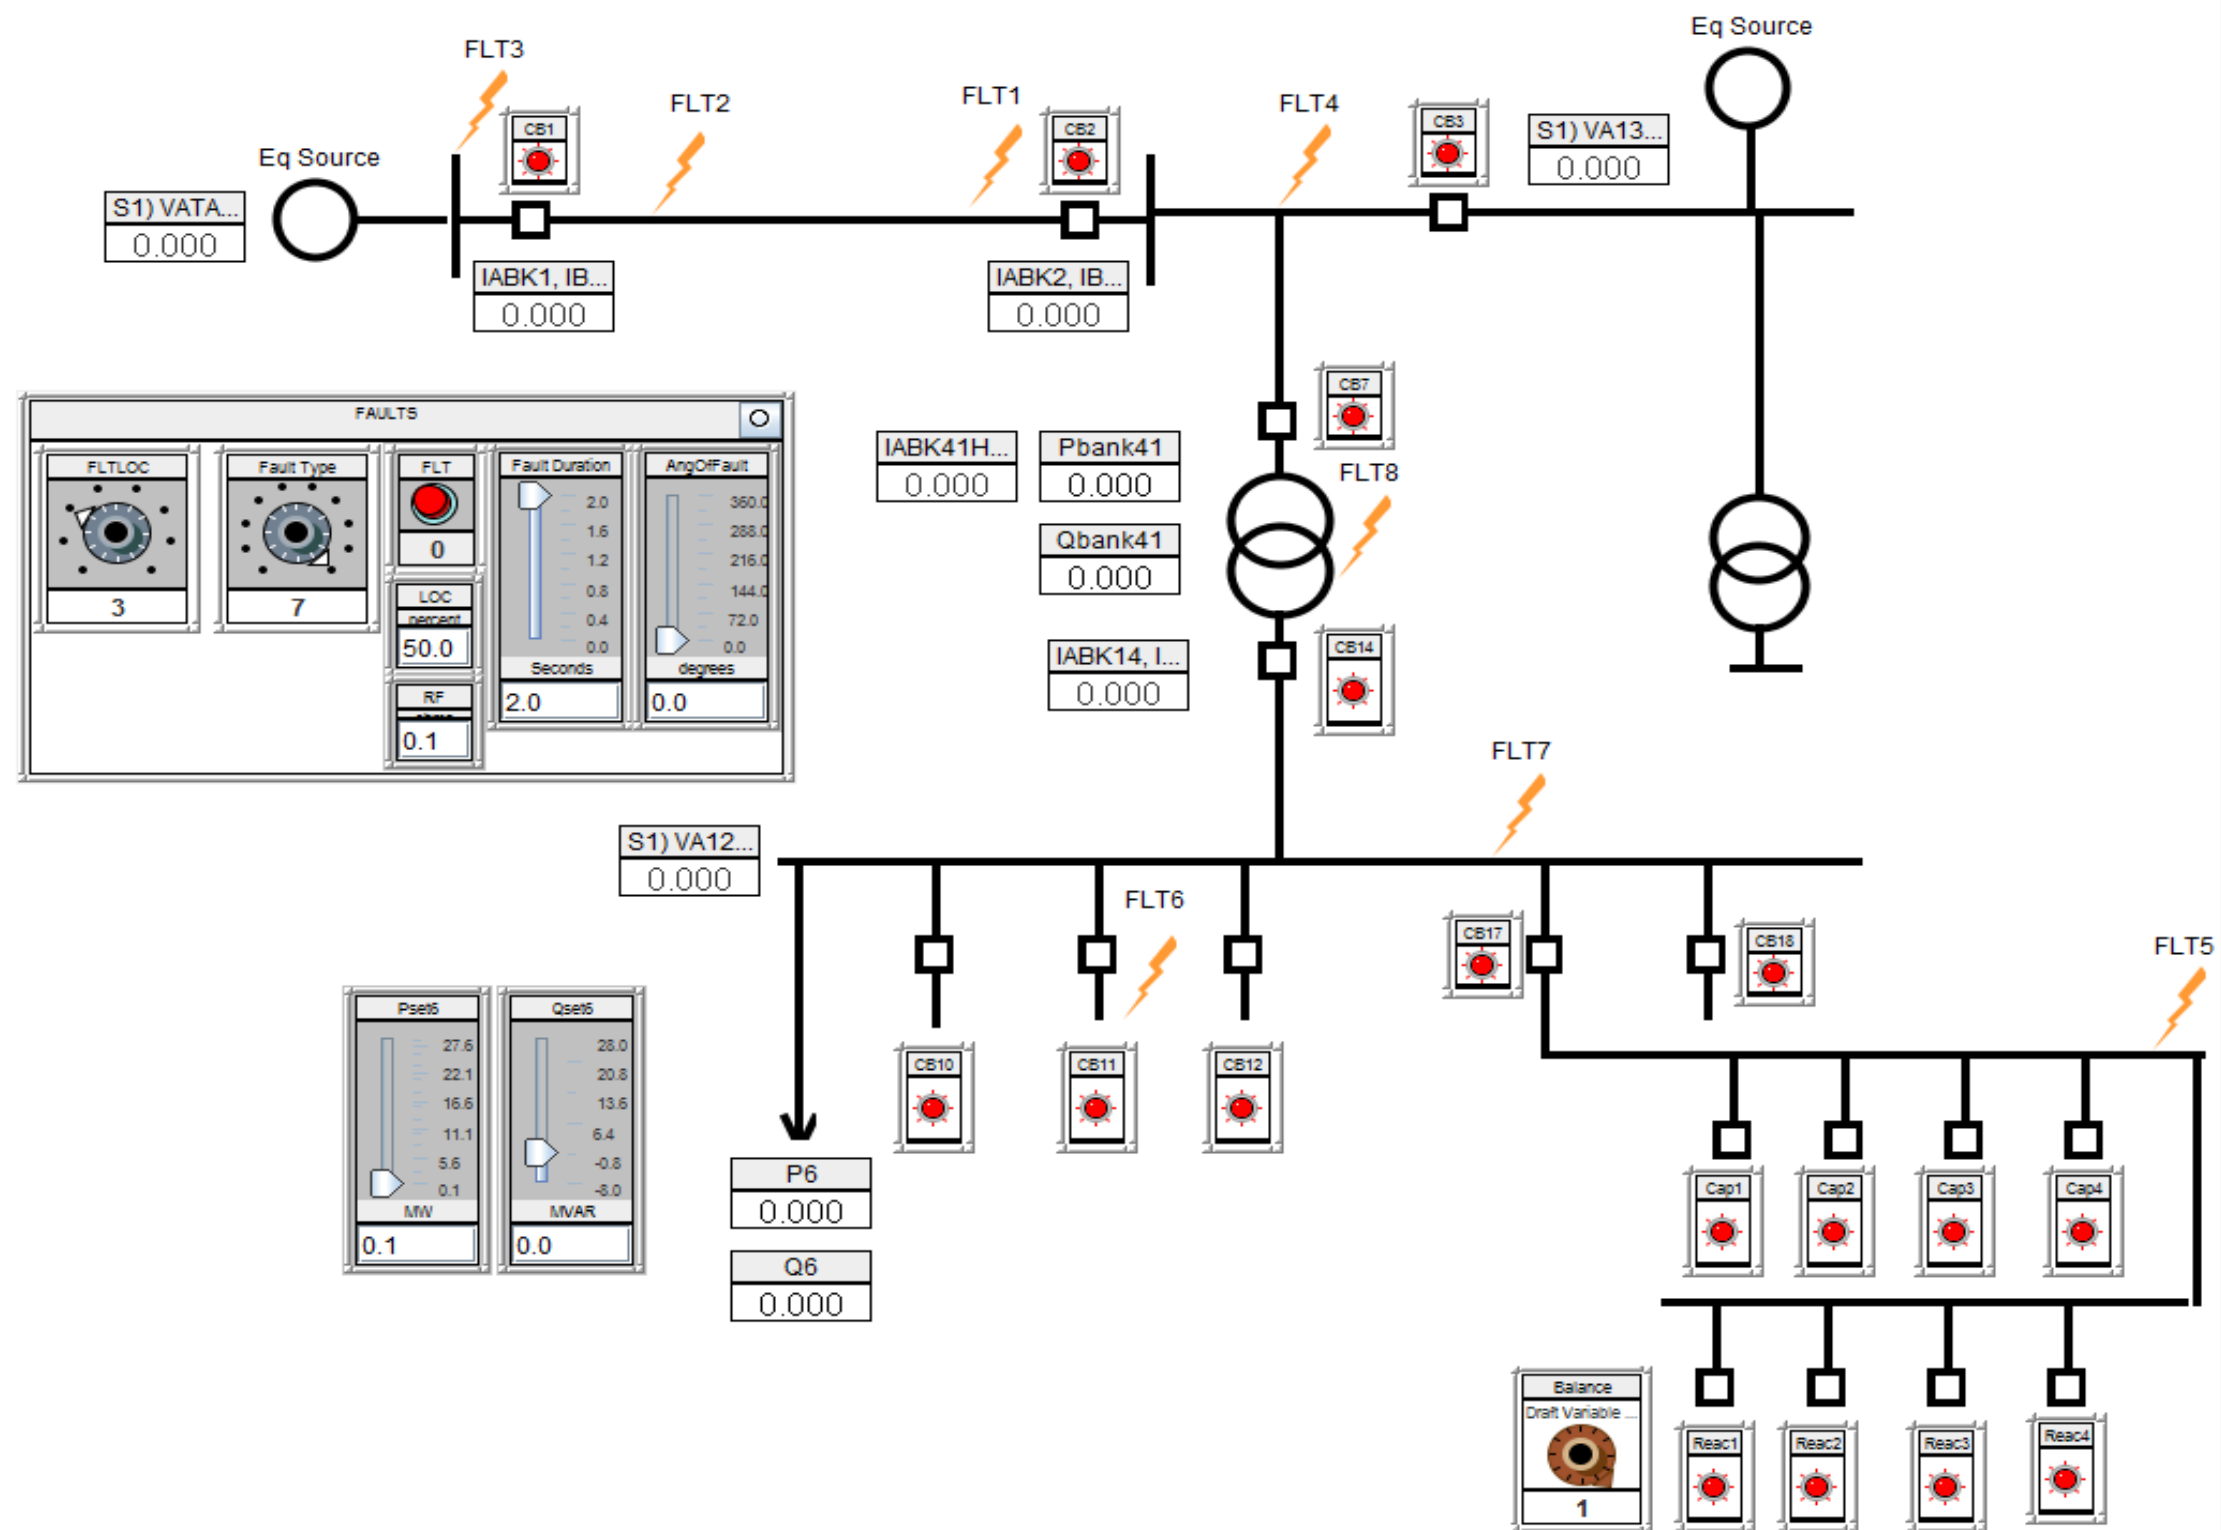 Eq Source
FLT3
FLT2
FLT1
FLT4
CB1
CB2
CB3
S1) VA13...
0.000
Eq Source
S1) VATA...
0.000
IABK1, IB...
0.000
IABK2, IB...
0.000
CB7
FAULTS
FLTLOC
3
Fault Type
7
FLT
0
LOC
percent
50.0
RF
0.1
Fault Duration
2.0
1.6
1.2
0.8
0.4
0.0
Seconds
2.0
AngOfFault
360.0
288.0
216.0
144.0
72.0
0.0
degrees
0.0
IABK41H...
0.000
Pbank41
0.000
FLT8
Qbank41
0.000
IABK14, I...
0.000
CB14
FLT7
S1) VA12...
0.000
FLT6
CB17
CB18
FLT5
Pset6
27.6
22.1
16.6
11.1
5.6
0.1
MW
0.1
Qset6
28.0
20.8
13.6
6.4
-0.8
-8.0
MVAR
0.0
CB10
CB11
CB12
P6
0.000
Q6
0.000
Cap1
Cap2
Cap3
Cap4
Balance
Draft Variable ...
1
Reac1
Reac2
Reac3
Reac4